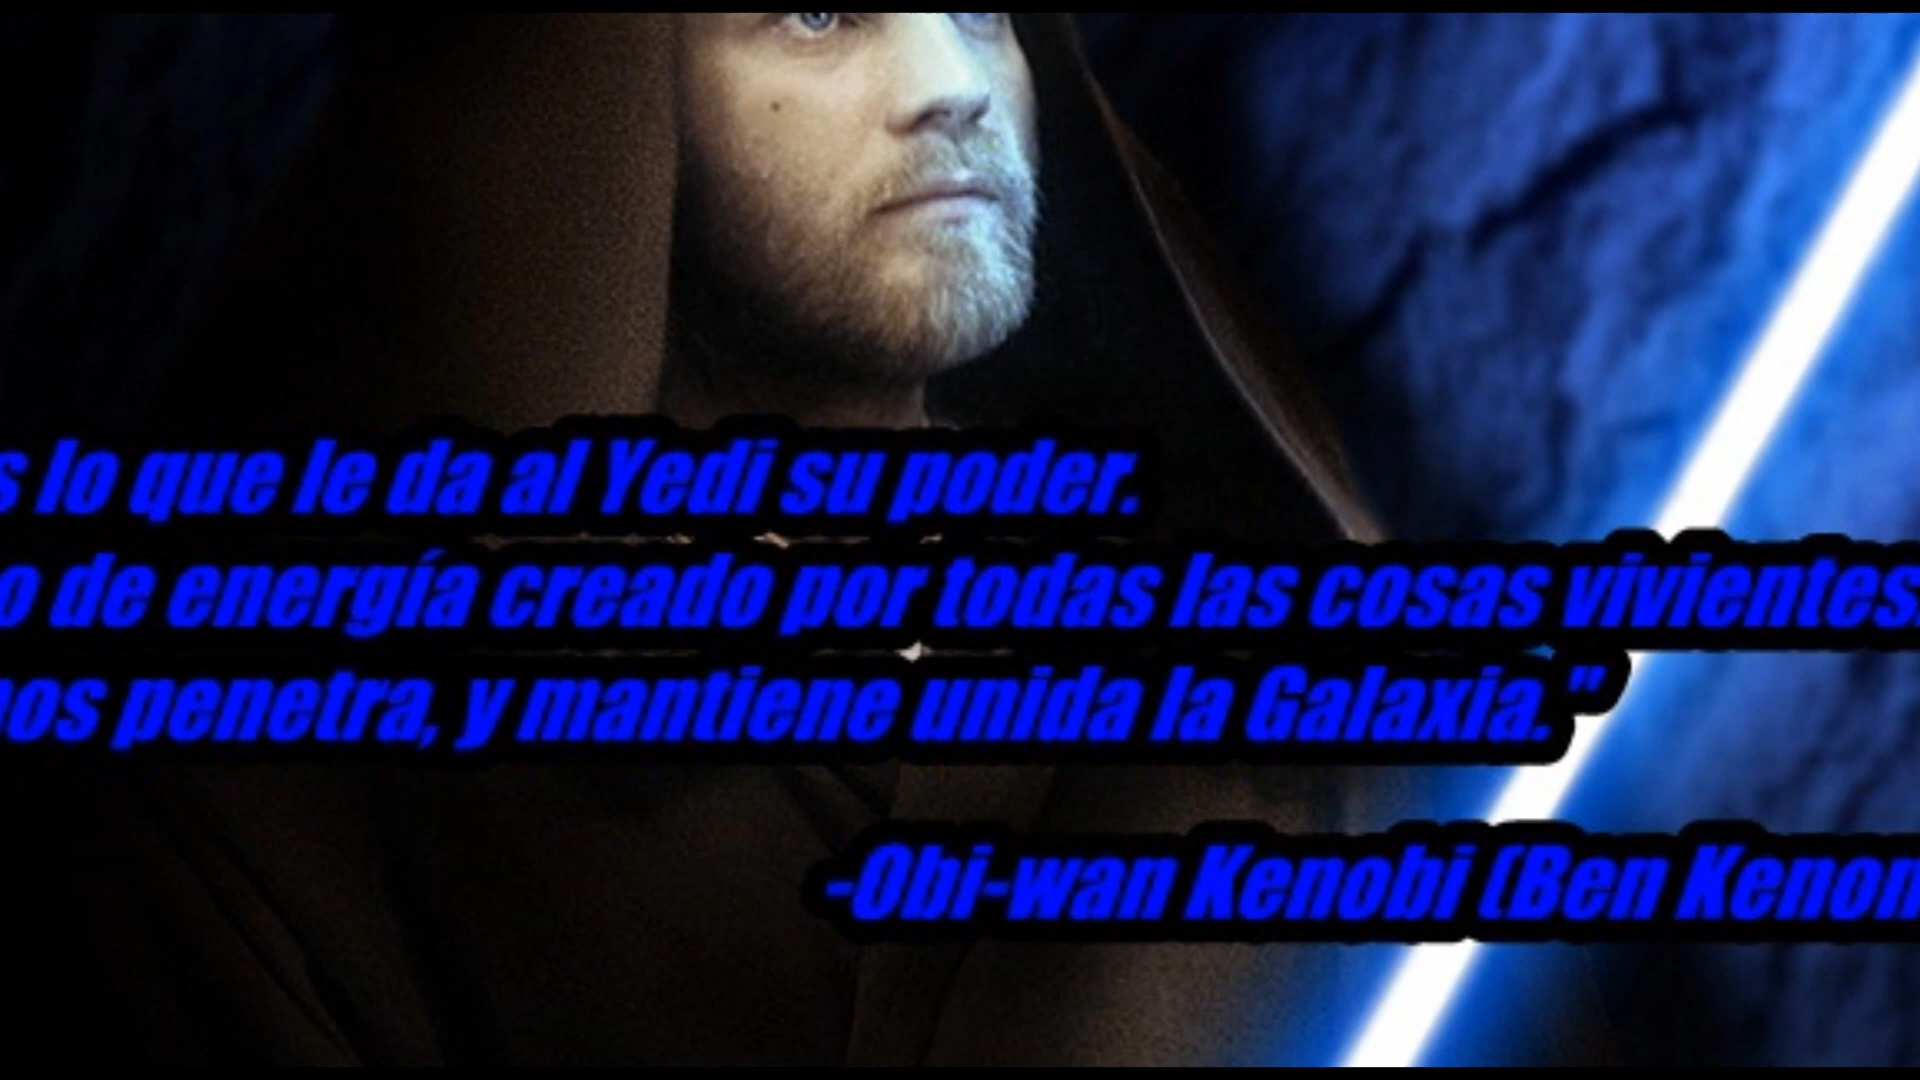 lo que le da al Yedi su poder.
de energía creado por todas las cosas vivientes.
penetra, y mantiene unida la Galaxia."
-Obi-wan Kenobi (Ben Kenon